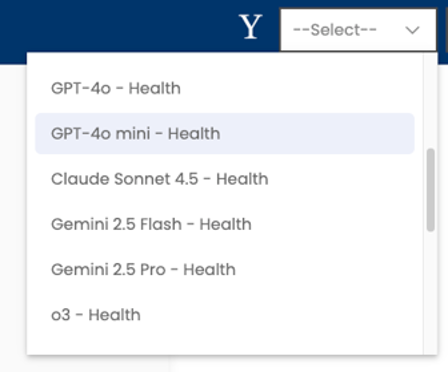 Y
--Select--
GPT-4o - Health
GPT-4o mini - Health
Claude Sonnet 4.5 - Health
Gemini 2.5 Flash - Health
Gemini 2.5 Pro - Health
o3 - Health